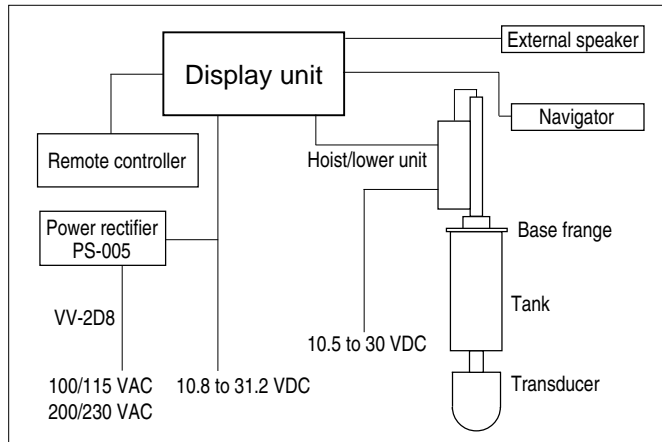 External speaker
Display unit
Navigator
Remote controller
Hoist/lower unit
Power rectifier
PS-005
Base frange
VV-2D8
Tank
10.5 to 30 VDC
100/115 VAC
200/230 VAC
10.8 to 31.2 VDC
Transducer